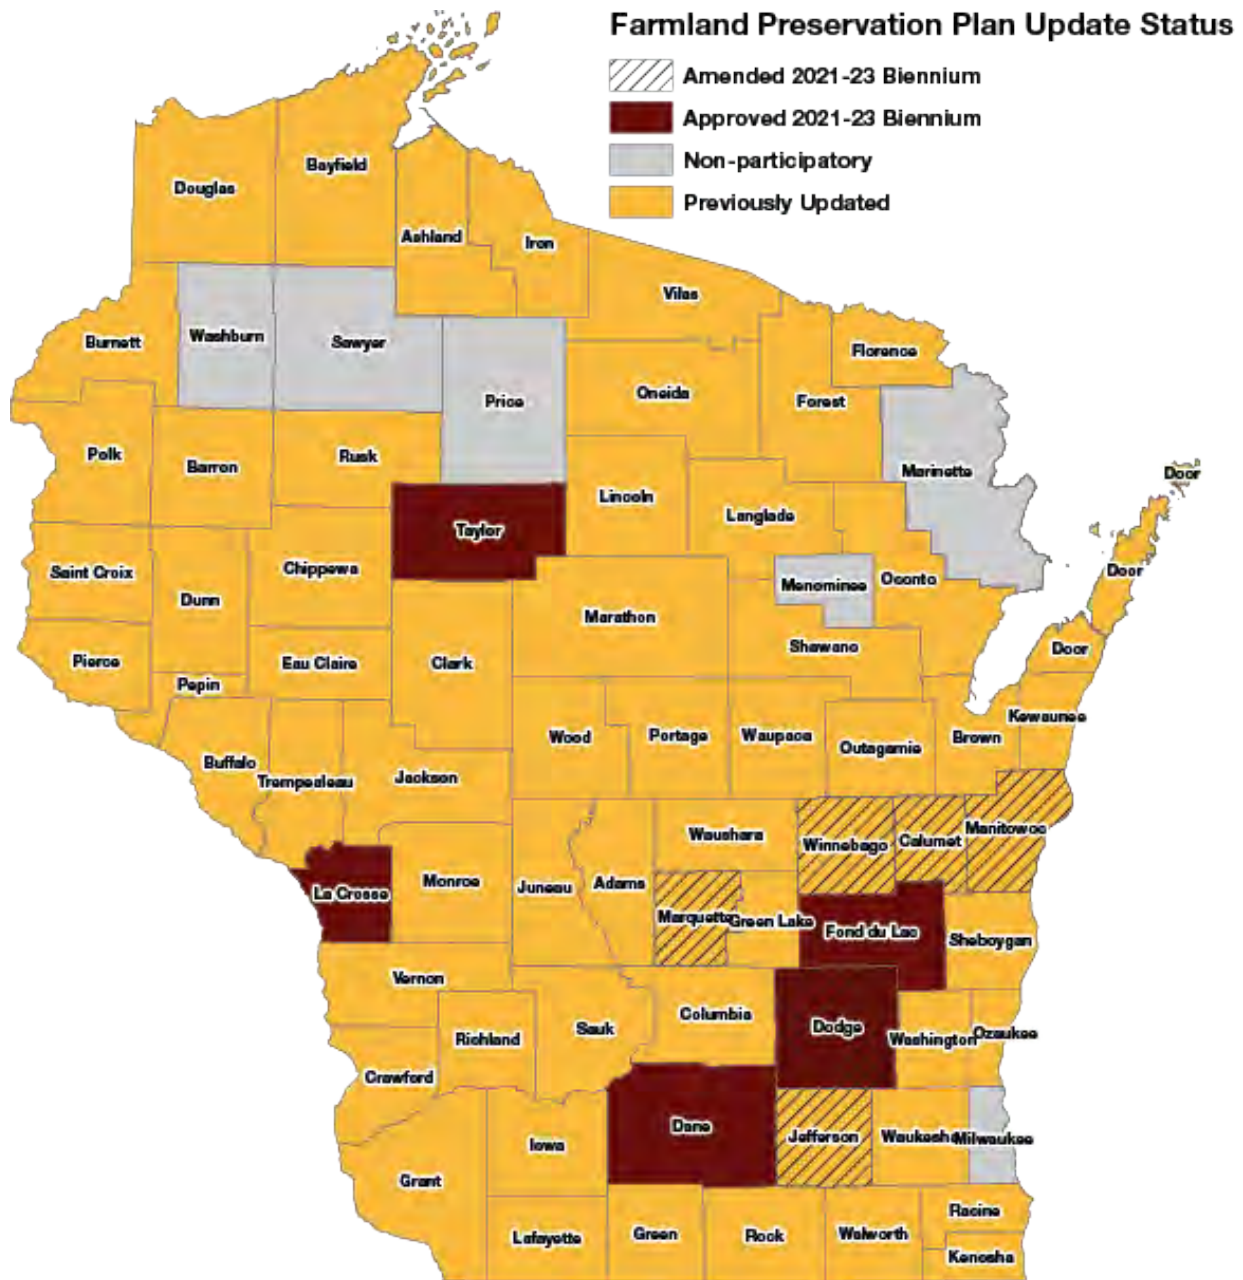 Farmland Preservation Plan Update Status
Amended 2021-23 Biennium
Approved 2021-23 Biennium
Non-participatory
Previously Updated
Bayfield
Douglas
Ashland
Iron
Vilas
Washburn
Sawyer
Burnett
Florence
Oneida
Price
Forest
Polk
Barron
Rusk
Marinette
Door
Lincoln
Langlade
Taylor
Saint Croix
Chippewa
Door
Oconto
Menominee
Dunn
Marathon
Shawano
Door
Pierce
Eau Claire
Clark
Pepin
Kewaunee
Wood
Portage
Waupaca
Brown
Outagamie
Buffalo
Trempealeau
Jackson
Manitowoc
Waushara
Calumet
Winnebago
Monroe
Adams
Juneau
La Crosse
Marquette
Green Lake
Fond du Lac
Sheboygan
Vernon
Columbia
Dodge
Sauk
Richland
Washington
Ozaukee
Crawford
Dane
Jefferson
Waukesha
Milwaukee
Iowa
Grant
Racine
Lafayette
Green
Rock
Walworth
Kenosha